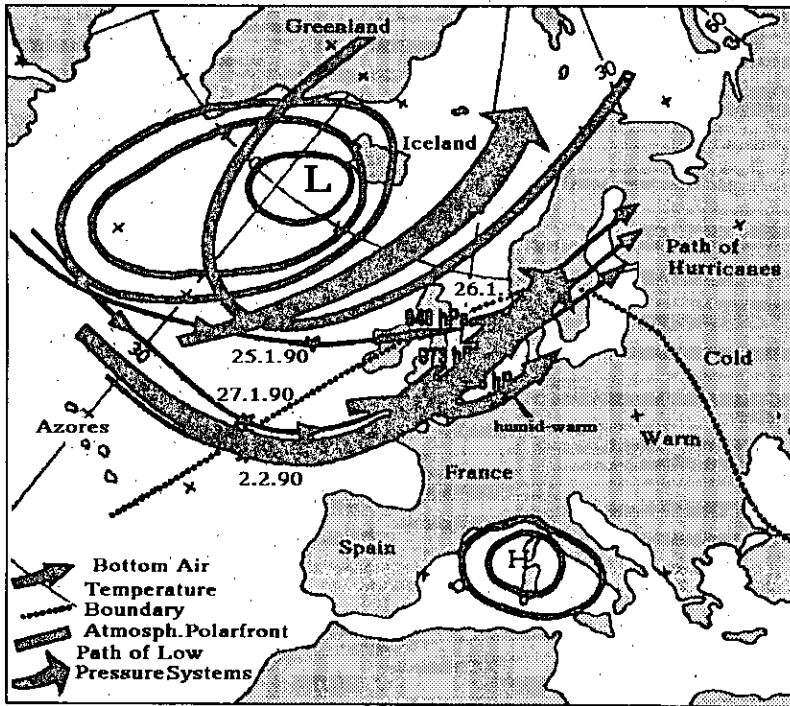 Greenland
60
30
Iceland
L
Path of
Hurricanes
26.1.
30
25.1.90
Cold
27.1.90
Azores
humid-warm
Warm
2.2.90
France
Spain
H
Bottom Air
Temperature
Boundary
Atmosph.Polarfront
Path of Low
Pressure Systems